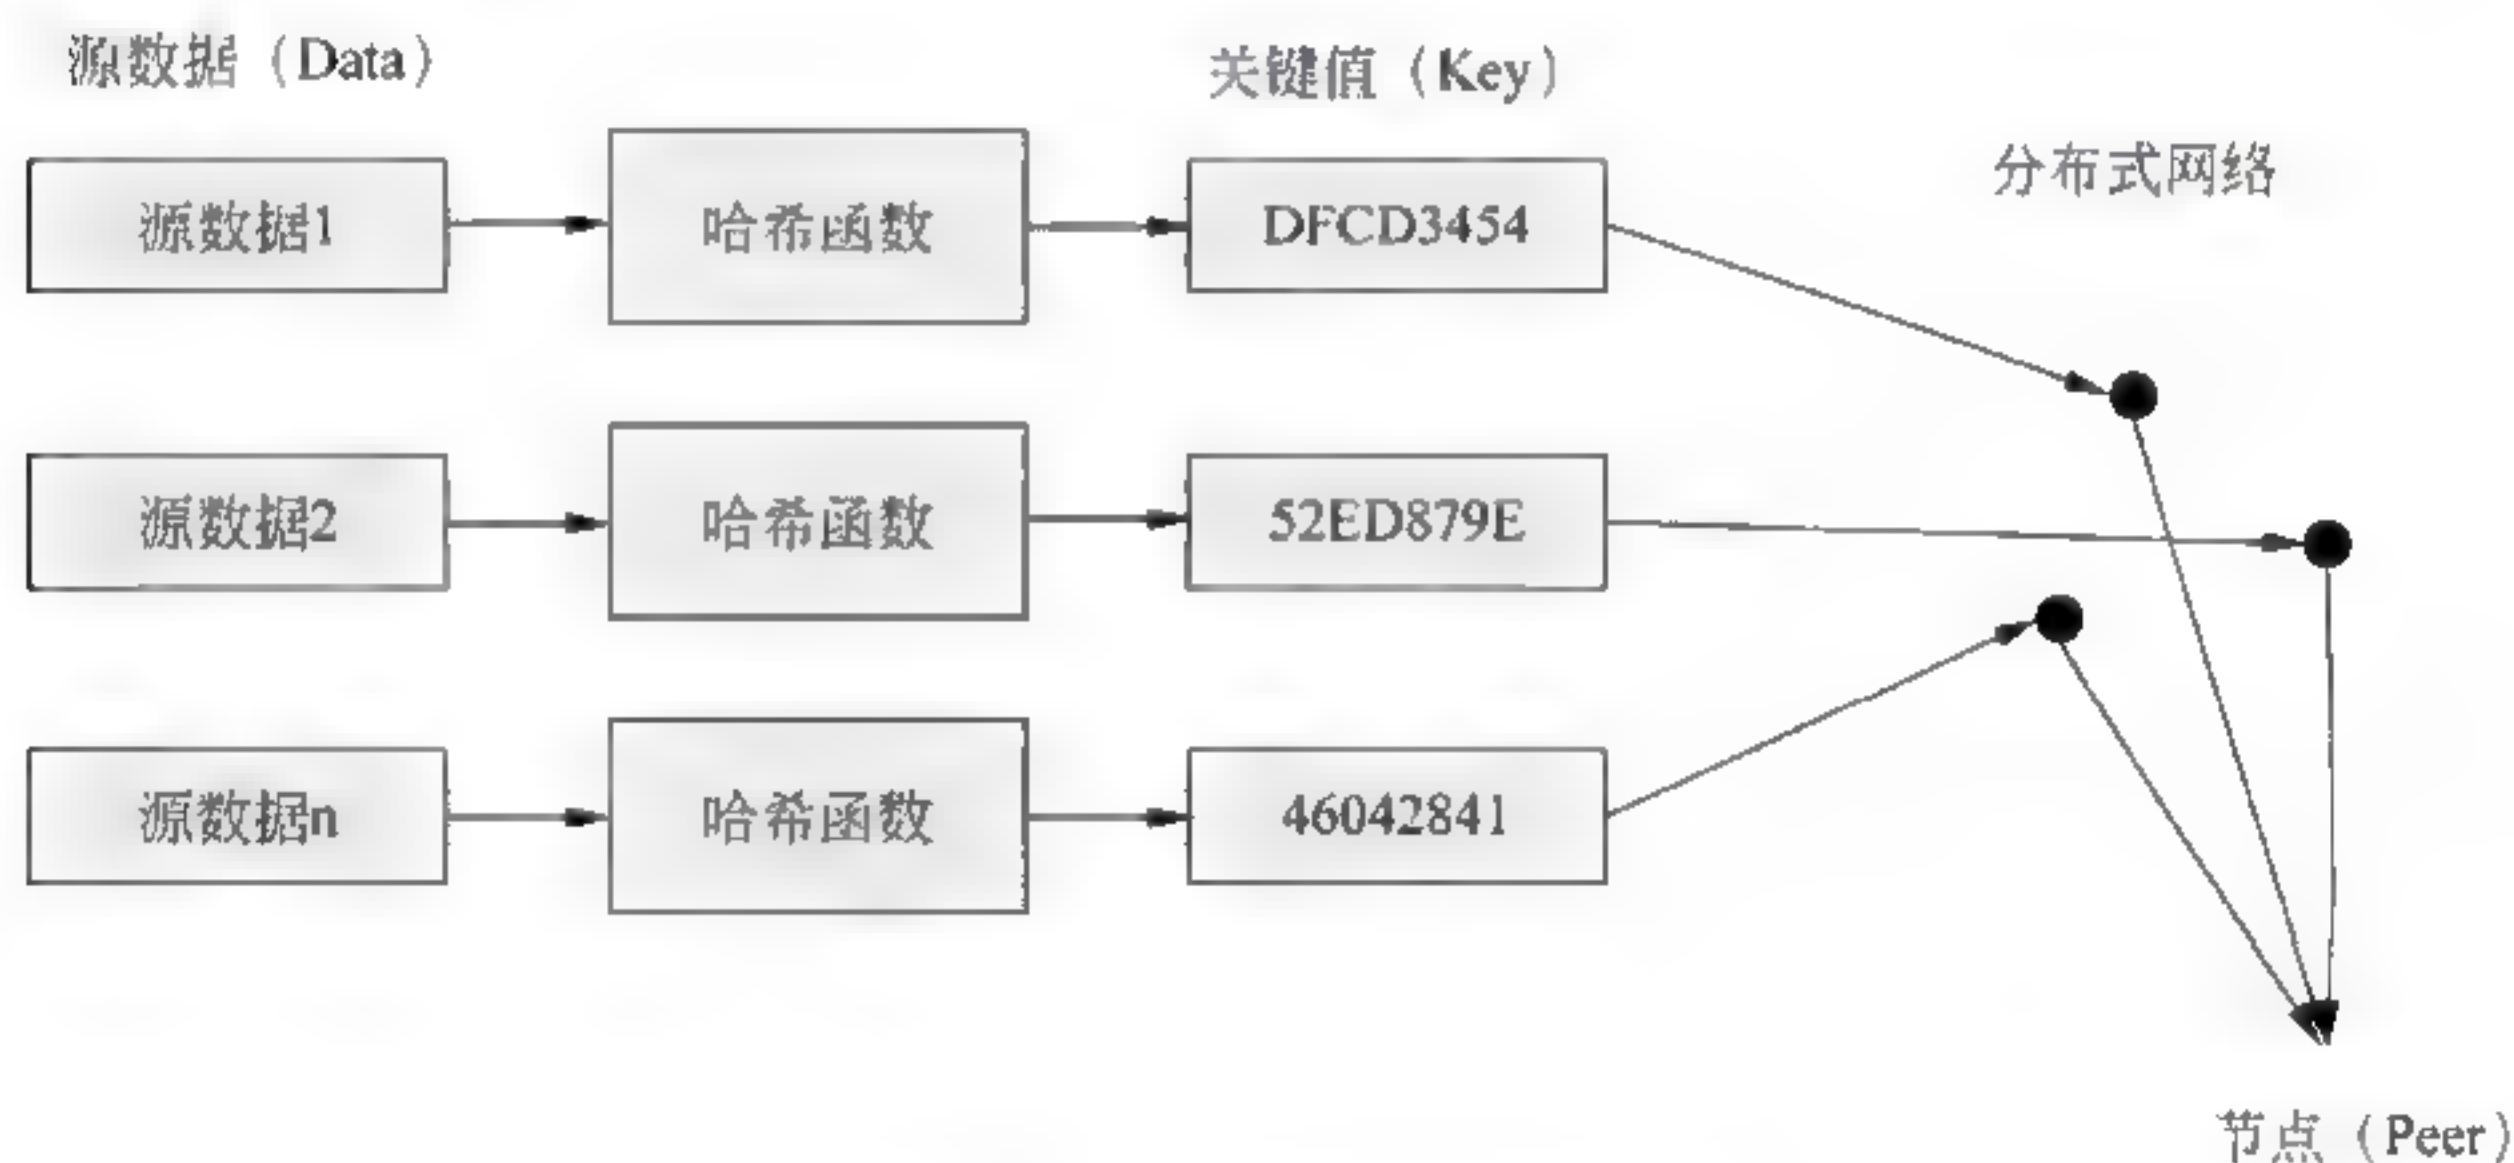 源数据（Data）
关键值（Key）
分布式网络
源数据1
哈希函数
DFCD3454
源数据2
哈希函数
52ED879E
源数据n
哈希函数
46042841
节点（Peer）